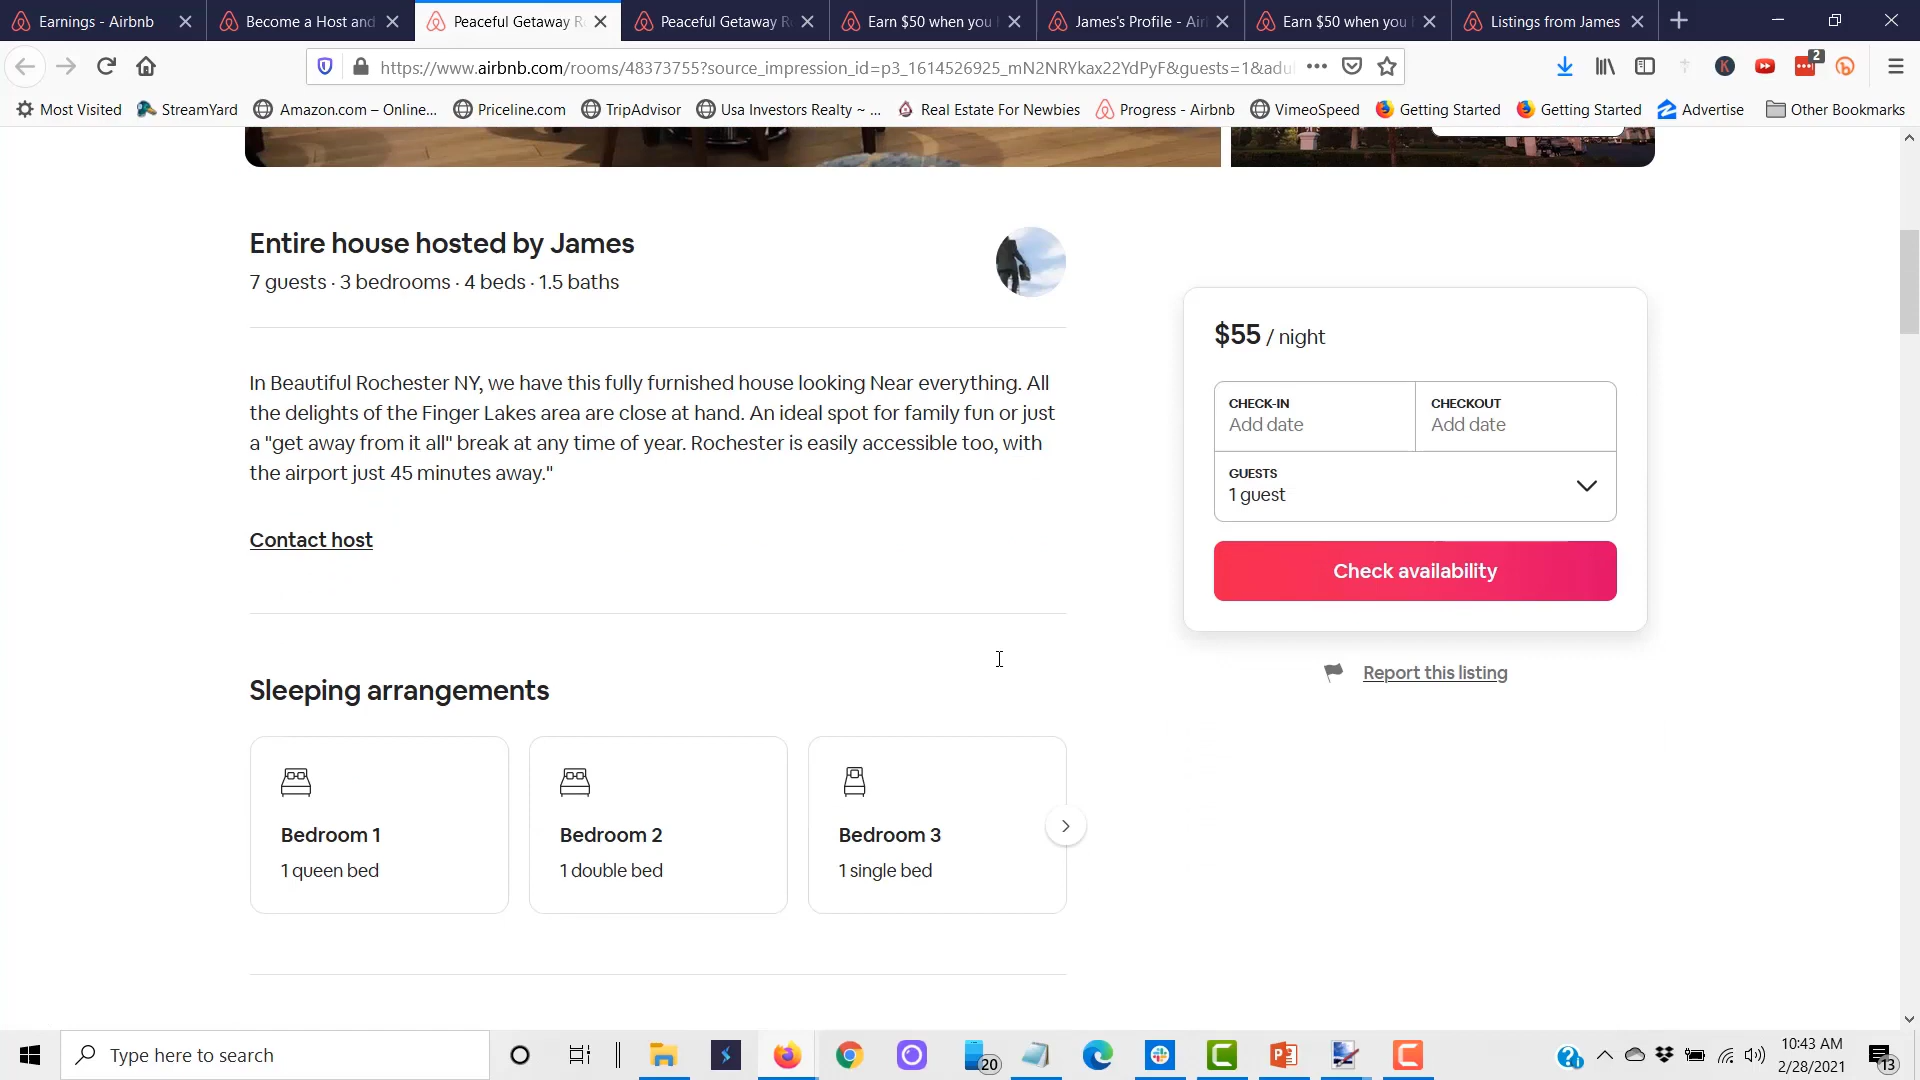 Earnings - Airbnb
Become a Host and
Peaceful Getaway R
Peaceful Getaway R
Earn $50 when you
James's Profile - Air
Earn $50 when you
Listings from James
https://www.airbnb.com/rooms/48373755?source_impression_id=p3_1614526925_mN2NRYkax22YdPyF&guests=1&adu
2
Most Visited
StreamYard
Amazon.com – Online...
Priceline.com
TripAdvisor
Usa Investors Realty ~ ...
Real Estate For Newbies
Progress - Airbnb
VimeoSpeed
Getting Started
Getting Started
Advertise
Other Bookmarks
Entire house hosted by James
7 guests · 3 bedrooms · 4 beds · 1.5 baths
In Beautiful Rochester NY, we have this fully furnished house looking Near everything. All
the delights of the Finger Lakes area are close at hand. An ideal spot for family fun or just
a "get away from it all" break at any time of year. Rochester is easily accessible too, with
the airport just 45 minutes away."
Contact host
$55 / night
CHECK-IN
Add date
CHECKOUT
Add date
GUESTS
1 guest
Check availability
Report this listing
Sleeping arrangements
Bedroom 1
1 queen bed
Bedroom 2
1 double bed
Bedroom 3
1 single bed
Type here to search
20
10:43 AM
2/28/2021
13